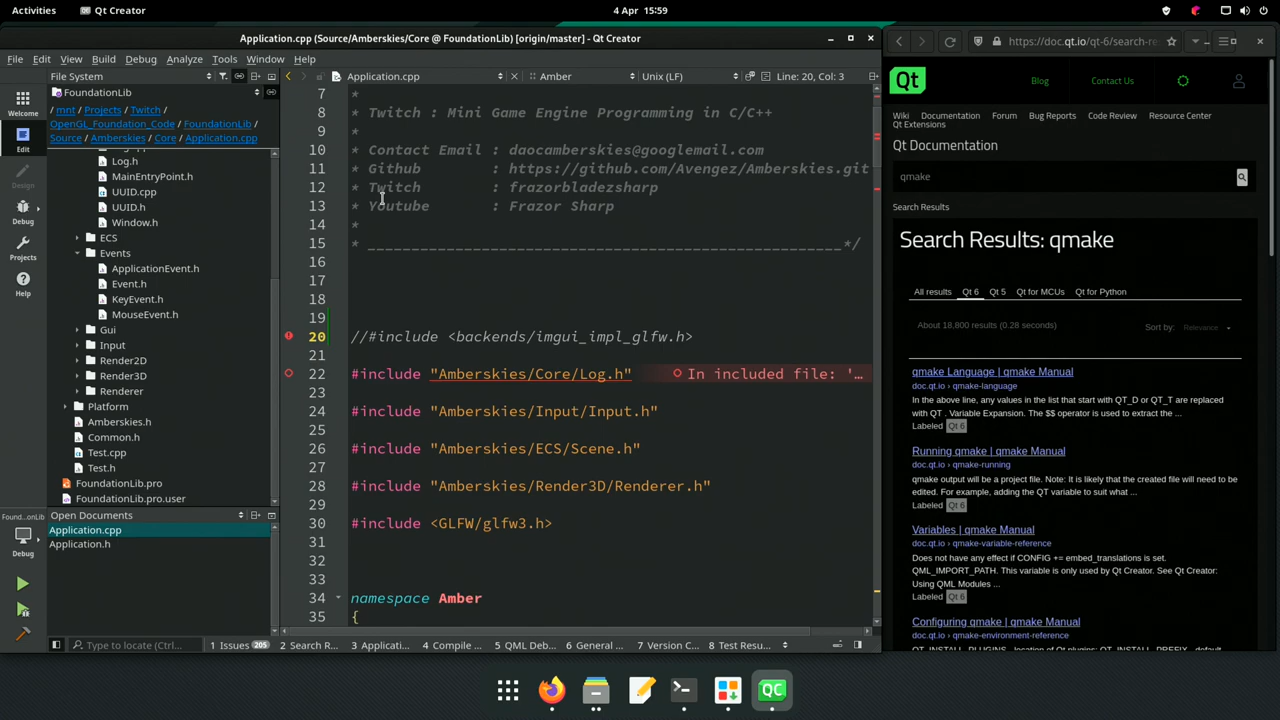 Activities
Qt Creator
4 Apr 15:59
Application.cpp (Source/Amberskies/Core @ FoundationLib) [origin/master] - Qt Creator
File Edit View Build Debug Analyze Tools Window Help
File System
Application.cpp
Amber
Unix (LF)
Line: 20, Col: 3
FoundationLib
mnt Projects Twitch
OpenGL_Foundation_Code FoundationLib
Source Amberskies Core Application.cpp
Welcome
Edit
Design
Debug
Projects
Help
Log.h
MainEntryPoint.h
UUID.cpp
UUID.h
Window.h
ECS
Events
ApplicationEvent.h
Event.h
KeyEvent.h
MouseEvent.h
Gui
Input
Render2D
Render3D
Renderer
Platform
Amberskies.h
Common.h
Test.cpp
Test.h
FoundationLib.pro
FoundationLib.pro.user
Open Documents
Application.cpp
Application.h
Found...onLib
Debug
7 *
8 * Twitch : Mini Game Engine Programming in C/C++
9 *
10 * Contact Email : daocamberskies@googlemail.com
11 * Github : https://github.com/Avengez/Amberskies.git
12 * Twitch : frazorbladezsharp
13 * Youtube : Frazor Sharp
14 *
15 * ______________________________________________________*/
16
17
18
19
20 //#include <backends/imgui_impl_glfw.h>
21
22 #include "Amberskies/Core/Log.h" In included file: '…
23
24 #include "Amberskies/Input/Input.h"
25
26 #include "Amberskies/ECS/Scene.h"
27
28 #include "Amberskies/Render3D/Renderer.h"
29
30 #include <GLFW/glfw3.h>
31
32
33
34 namespace Amber
35 {
Type to locate (Ctrl...
1 Issues 205
2 Search R...
3 Applicati...
4 Compile ...
5 QML Deb...
6 General ...
7 Version C...
8 Test Resu...
https://doc.qt.io/qt-6/search-re
Qt
Blog
Contact Us
Wiki Documentation Forum Bug Reports Code Review Resource Center
Qt Extensions
Qt Documentation
qmake
Search Results
Search Results: qmake
All results Qt 6 Qt 5 Qt for MCUs Qt for Python
About 18,800 results (0.28 seconds)
Sort by: Relevance
qmake Language | qmake Manual
doc.qt.io › qmake-language
In the above line, any values in the list that start with QT_D or QT_T are replaced
with QT . Variable Expansion. The $$ operator is used to extract the ...
Labeled Qt 6
Running qmake | qmake Manual
doc.qt.io › qmake-running
qmake output will be a project file. Note: It is likely that the created file will need to be
edited. For example, adding the QT variable to suit what ...
Labeled Qt 6
Variables | qmake Manual
doc.qt.io › qmake-variable-reference
Does not have any effect if CONFIG += embed_translations is set.
QML_IMPORT_PATH. This variable is only used by Qt Creator. See Qt Creator:
Using QML Modules ...
Labeled Qt 6
Configuring qmake | qmake Manual
doc.qt.io › qmake-environment-reference
QC